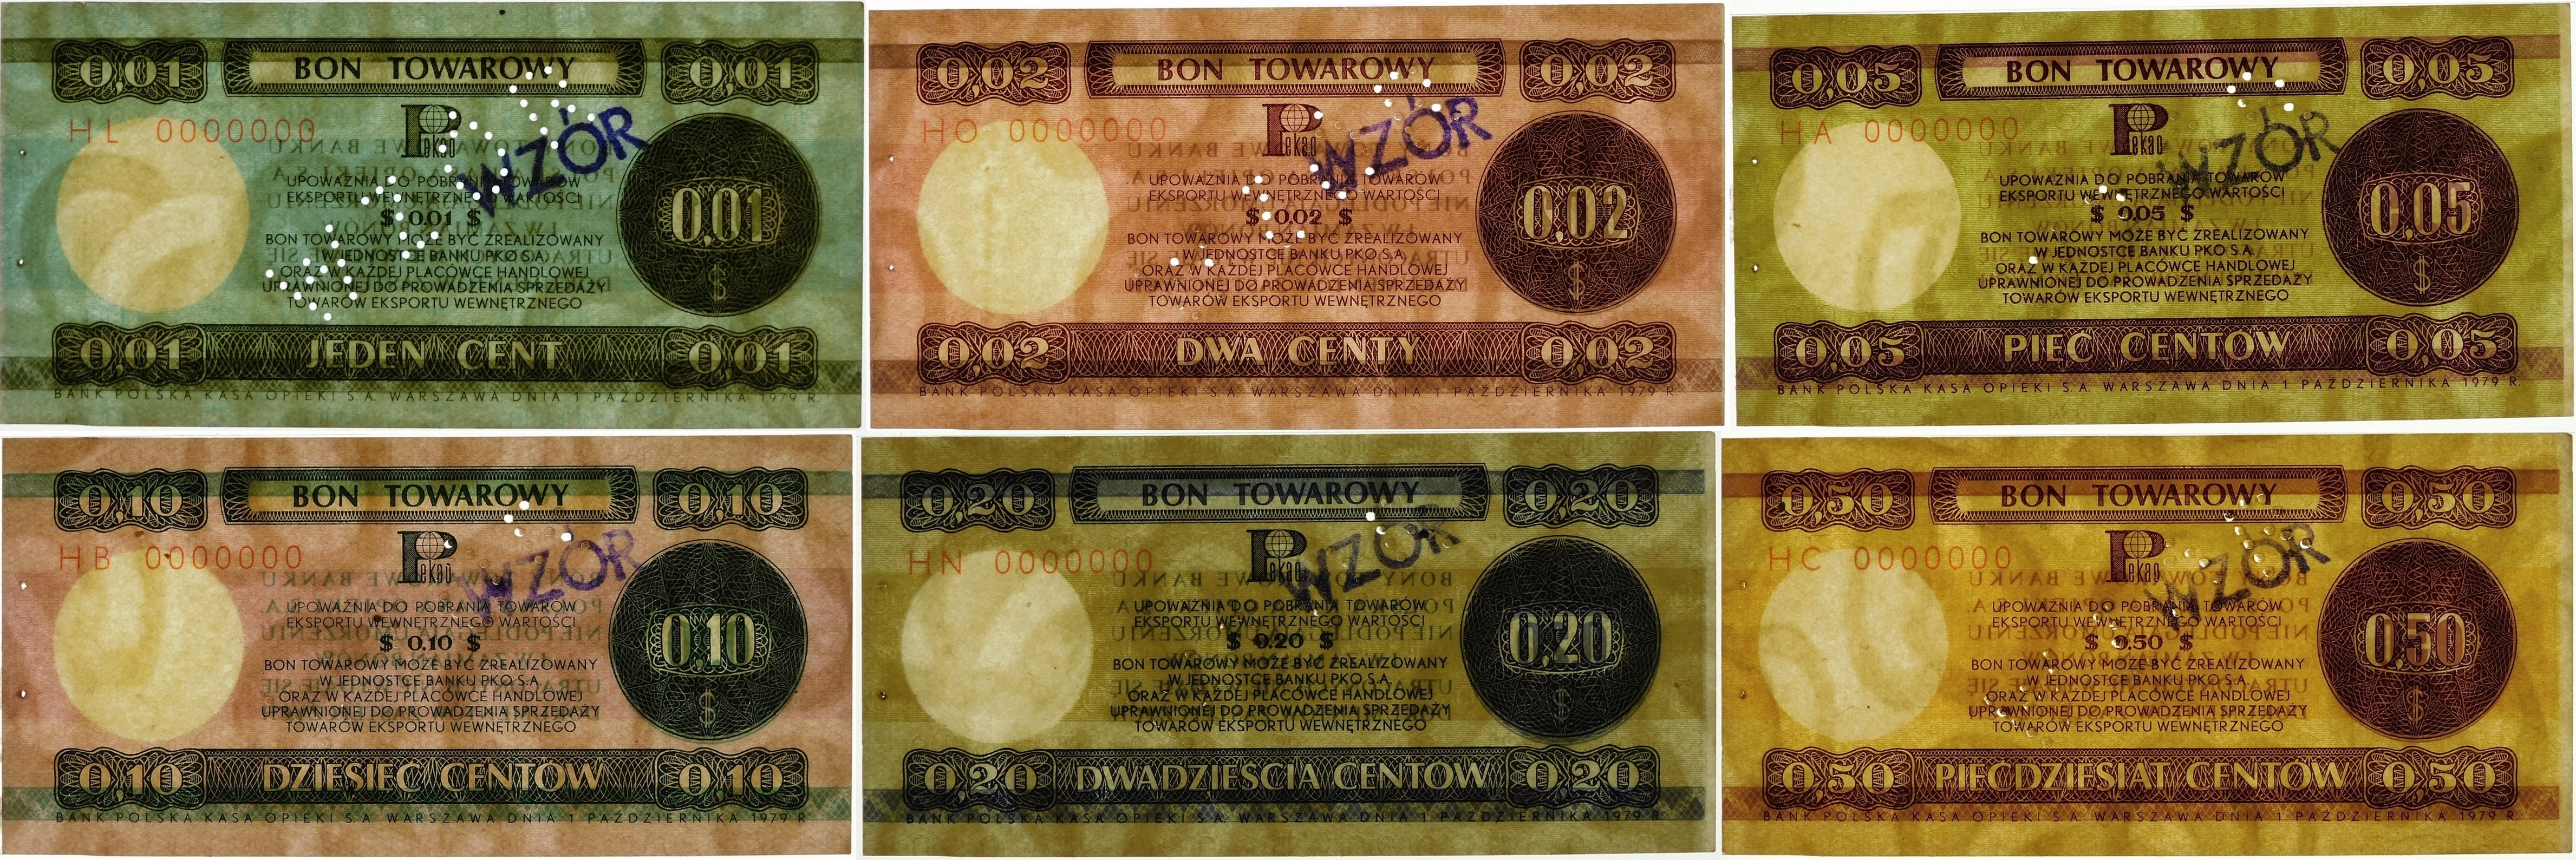 0,01 BON TOWAROWY 0,01
HL 0000000
Pekao
WZÓR
UPOWAŻNIA DO POBRANIA TOWARÓW
EKSPORTU WEWNĘTRZNEGO WARTOŚCI
$ 0.01 $
BON TOWAROWY MOŻE BYĆ ZREALIZOWANY
W JEDNOSTCE BANKU PKO S.A.
ORAZ W KAŻDEJ PLACÓWCE HANDLOWEJ
UPRAWNIONEJ DO PROWADZENIA SPRZEDAŻY
TOWARÓW EKSPORTU WEWNĘTRZNEGO
0,01
$
0,01 JEDEN CENT 0,01
BANK POLSKA KASA OPIEKI S.A. WARSZAWA DNIA 1 PAŹDZIERNIKA 1979 R.
0,02 BON TOWAROWY 0,02
HO 0000000
Pekao
WZÓR
UPOWAŻNIA DO POBRANIA TOWARÓW
EKSPORTU WEWNĘTRZNEGO WARTOŚCI
$ 0.02 $
BON TOWAROWY MOŻE BYĆ ZREALIZOWANY
W JEDNOSTCE BANKU PKO S.A.
ORAZ W KAŻDEJ PLACÓWCE HANDLOWEJ
UPRAWNIONEJ DO PROWADZENIA SPRZEDAŻY
TOWARÓW EKSPORTU WEWNĘTRZNEGO
0,02
$
0,02 DWA CENTY 0,02
BANK POLSKA KASA OPIEKI S.A. WARSZAWA DNIA 1 PAŹDZIERNIKA 1979 R.
0,05 BON TOWAROWY 0,05
HA 0000000
Pekao
WZÓR
UPOWAŻNIA DO POBRANIA TOWARÓW
EKSPORTU WEWNĘTRZNEGO WARTOŚCI
$ 0.05 $
BON TOWAROWY MOŻE BYĆ ZREALIZOWANY
W JEDNOSTCE BANKU PKO S.A.
ORAZ W KAŻDEJ PLACÓWCE HANDLOWEJ
UPRAWNIONEJ DO PROWADZENIA SPRZEDAŻY
TOWARÓW EKSPORTU WEWNĘTRZNEGO
0,05
$
0,05 PIĘĆ CENTÓW 0,05
BANK POLSKA KASA OPIEKI S.A. WARSZAWA DNIA 1 PAŹDZIERNIKA 1979 R.
0,10 BON TOWAROWY 0,10
HB 0000000
Pekao
WZÓR
UPOWAŻNIA DO POBRANIA TOWARÓW
EKSPORTU WEWNĘTRZNEGO WARTOŚCI
$ 0.10 $
BON TOWAROWY MOŻE BYĆ ZREALIZOWANY
W JEDNOSTCE BANKU PKO S.A.
ORAZ W KAŻDEJ PLACÓWCE HANDLOWEJ
UPRAWNIONEJ DO PROWADZENIA SPRZEDAŻY
TOWARÓW EKSPORTU WEWNĘTRZNEGO
0,10
$
0,10 DZIESIĘĆ CENTÓW 0,10
BANK POLSKA KASA OPIEKI S.A. WARSZAWA DNIA 1 PAŹDZIERNIKA 1979 R.
0,20 BON TOWAROWY 0,20
HN 0000000
Pekao
WZÓR
UPOWAŻNIA DO POBRANIA TOWARÓW
EKSPORTU WEWNĘTRZNEGO WARTOŚCI
$ 0.20 $
BON TOWAROWY MOŻE BYĆ ZREALIZOWANY
W JEDNOSTCE BANKU PKO S.A.
ORAZ W KAŻDEJ PLACÓWCE HANDLOWEJ
UPRAWNIONEJ DO PROWADZENIA SPRZEDAŻY
TOWARÓW EKSPORTU WEWNĘTRZNEGO
0,20
$
0,20 DWADZIEŚCIA CENTÓW 0,20
BANK POLSKA KASA OPIEKI S.A. WARSZAWA DNIA 1 PAŹDZIERNIKA 1979 R.
0,50 BON TOWAROWY 0,50
HC 0000000
Pekao
WZÓR
UPOWAŻNIA DO POBRANIA TOWARÓW
EKSPORTU WEWNĘTRZNEGO WARTOŚCI
$ 0.50 $
BON TOWAROWY MOŻE BYĆ ZREALIZOWANY
W JEDNOSTCE BANKU PKO S.A.
ORAZ W KAŻDEJ PLACÓWCE HANDLOWEJ
UPRAWNIONEJ DO PROWADZENIA SPRZEDAŻY
TOWARÓW EKSPORTU WEWNĘTRZNEGO
0,50
$
0,50 PIĘĆDZIESIĄT CENTÓW 0,50
BANK POLSKA KASA OPIEKI S.A. WARSZAWA DNIA 1 PAŹDZIERNIKA 1979 R.